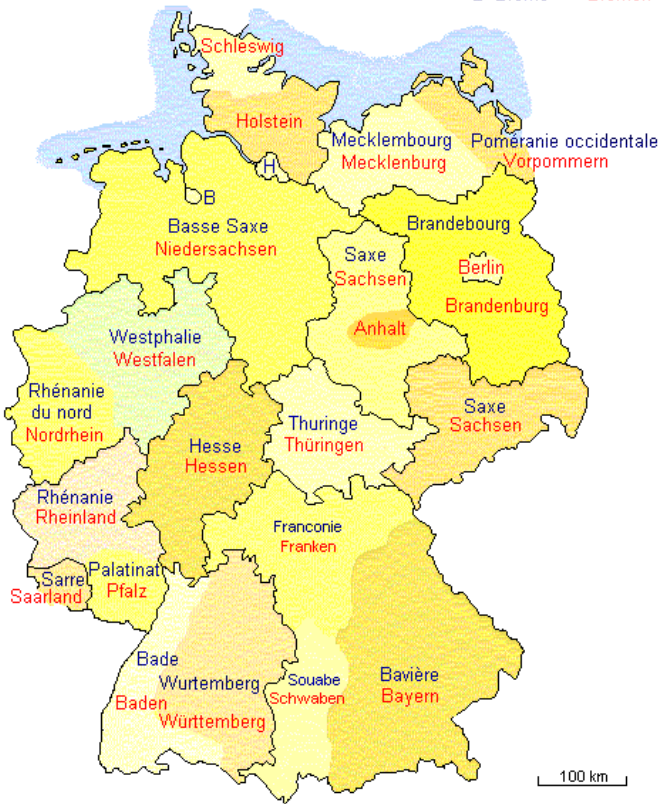 Schleswig
Holstein
H
Mecklembourg
Mecklenburg
Poméranie occidentale
Vorpommern
B
Basse Saxe
Niedersachsen
Brandebourg
Berlin
Brandenburg
Saxe
Sachsen
Anhalt
Westphalie
Westfalen
Rhénanie
du nord
Nordrhein
Hesse
Hessen
Thuringe
Thüringen
Saxe
Sachsen
Rhénanie
Rheinland
Franconie
Franken
Sarre
Saarland
Palatinat
Pfalz
Bade
Baden
Wurtemberg
Württemberg
Souabe
Schwaben
Bavière
Bayern
100 km